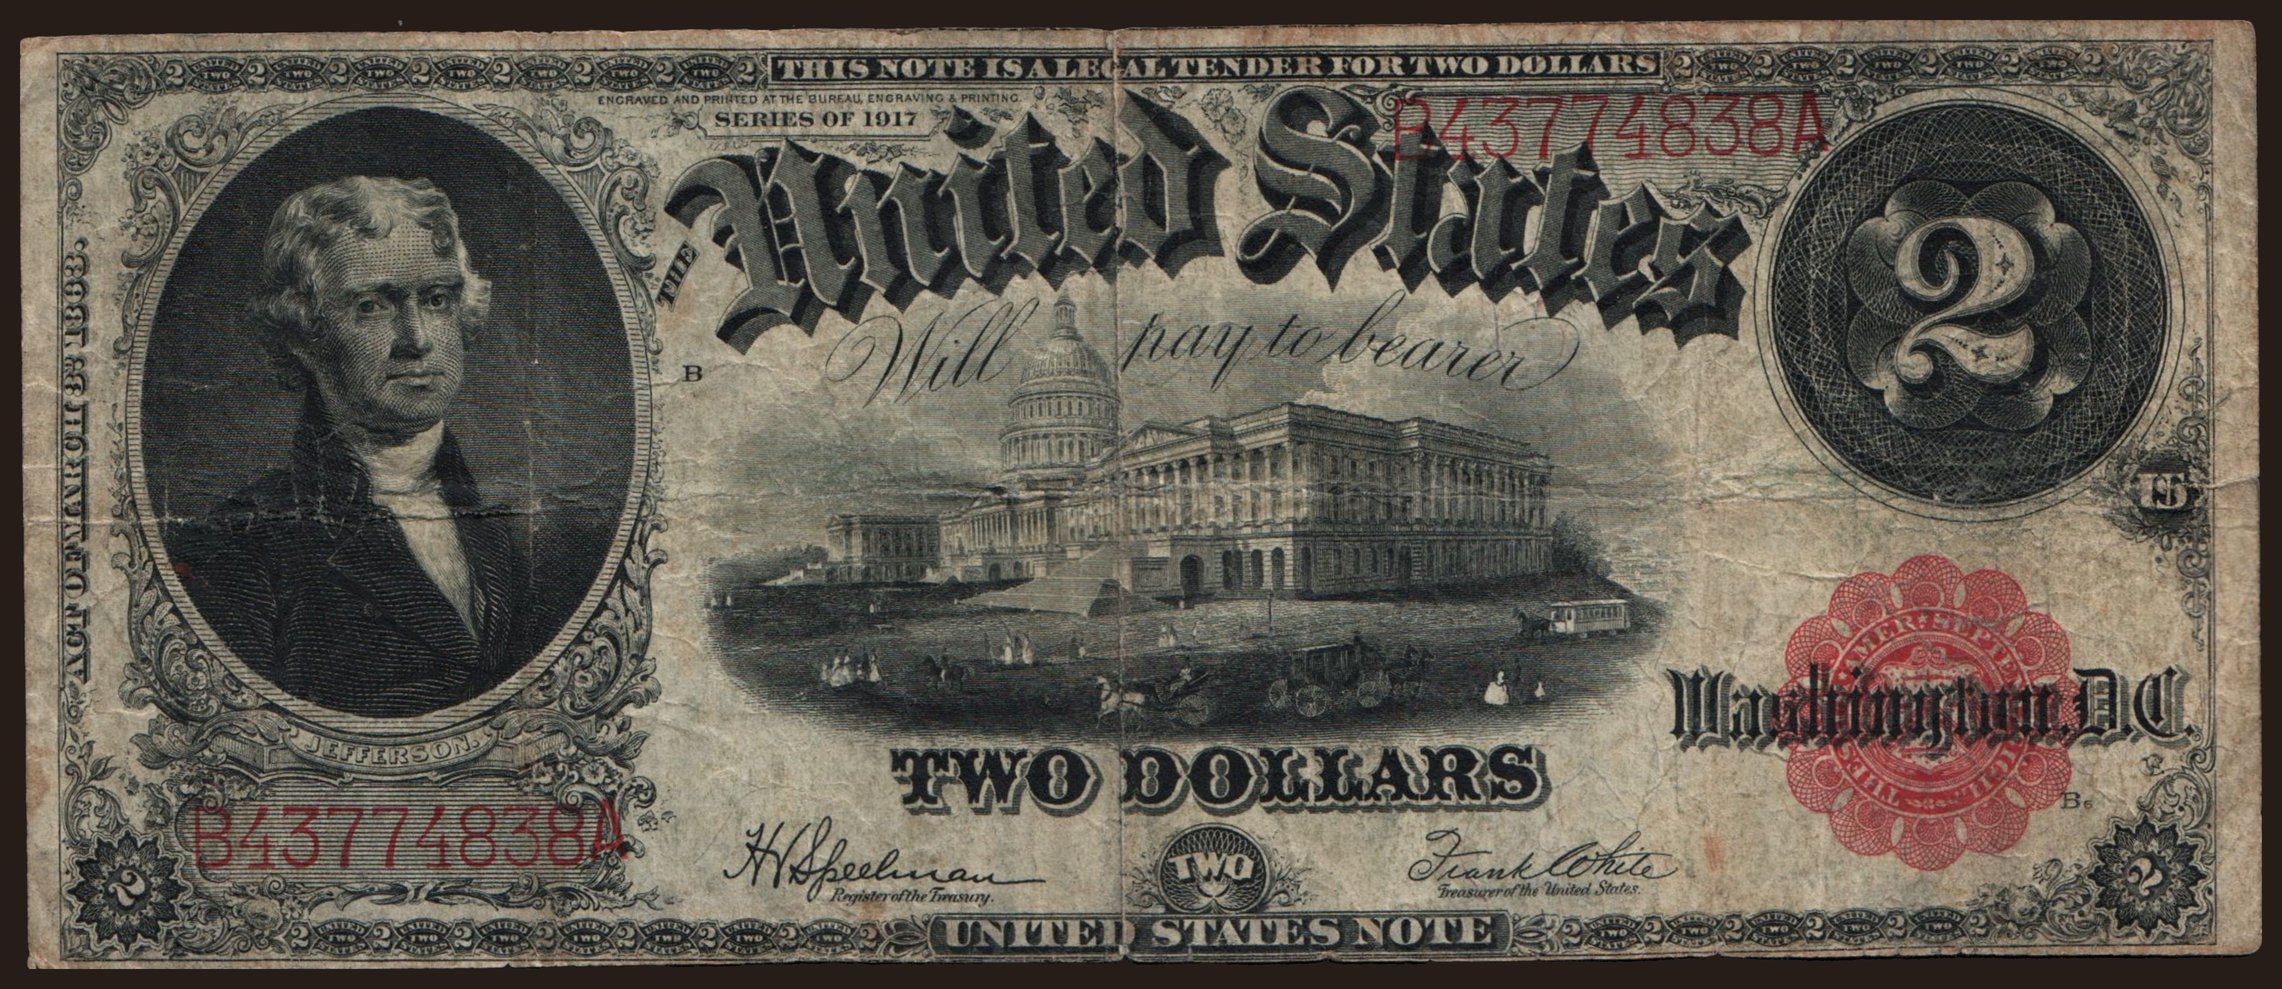 THIS NOTE IS A LEGAL TENDER FOR TWO DOLLARS
ENGRAVED AND PRINTED AT THE BUREAU, ENGRAVING & PRINTING.
SERIES OF 1917
B43774838A
THE
United States
2
ACT OF MARCH 3 1863.
B
Will pay to bearer
Washington, D.C.
JEFFERSON.
TWO DOLLARS
B43774838A
H V Speelman
Register of the Treasury.
TWO
Frank White
Treasurer of the United States.
2
2
UNITED STATES NOTE